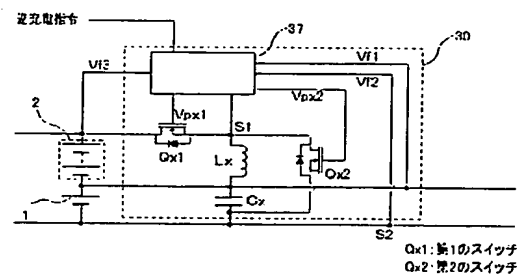 逆充電指令
37
30
Vf1
Vf3
Vf2
Vpx2
Vpx1
2
S1
Qx1
Lx
Qx2
Cx
1
S2
Qx1:第1のスイッチ
Qx2:第2のスイッチ